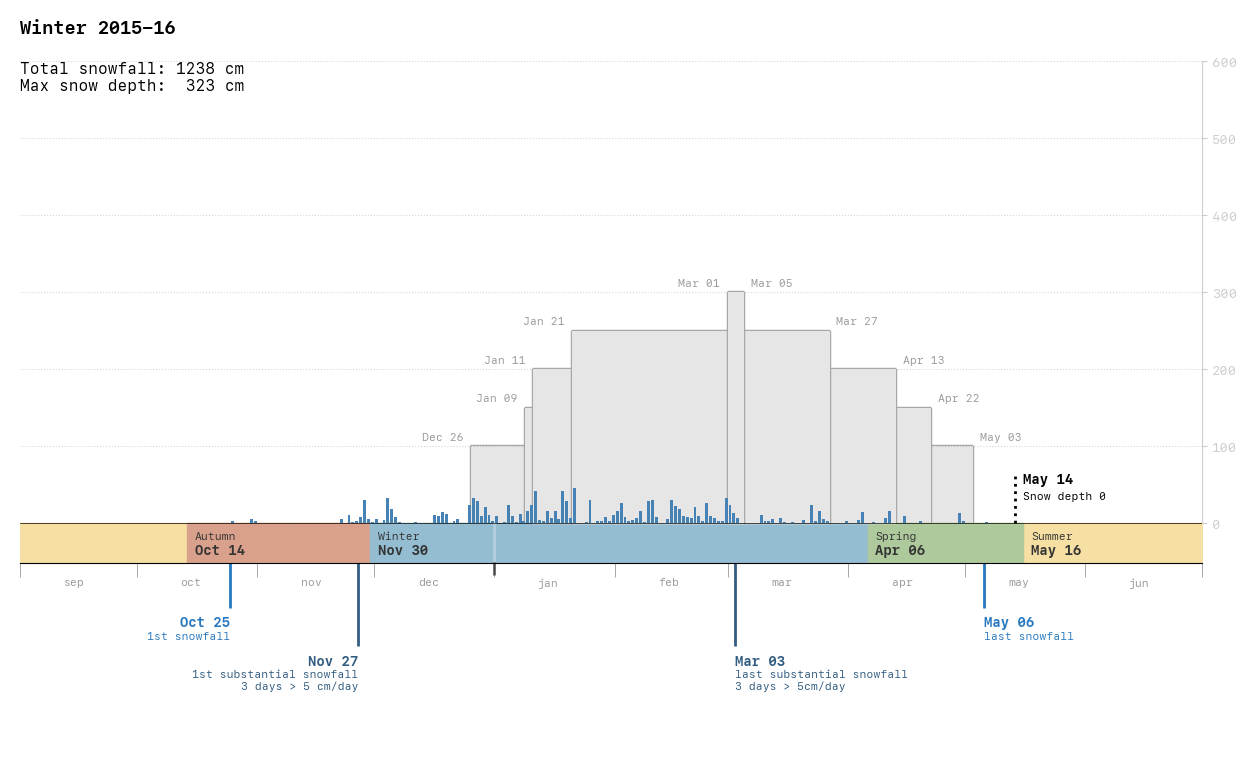 Winter 2015–16
Total snowfall: 1238 cm
Max snow depth:  323 cm
600
500
400
300
200
100
0
Mar 01
Mar 05
Jan 21
Mar 27
Jan 11
Apr 13
Jan 09
Apr 22
Dec 26
May 03
May 14
Snow depth 0
Autumn
Oct 14
Winter
Nov 30
Spring
Apr 06
Summer
May 16
sep
oct
nov
dec
jan
feb
mar
apr
may
jun
Oct 25
1st snowfall
May 06
last snowfall
Nov 27
1st substantial snowfall
3 days > 5 cm/day
Mar 03
last substantial snowfall
3 days > 5cm/day